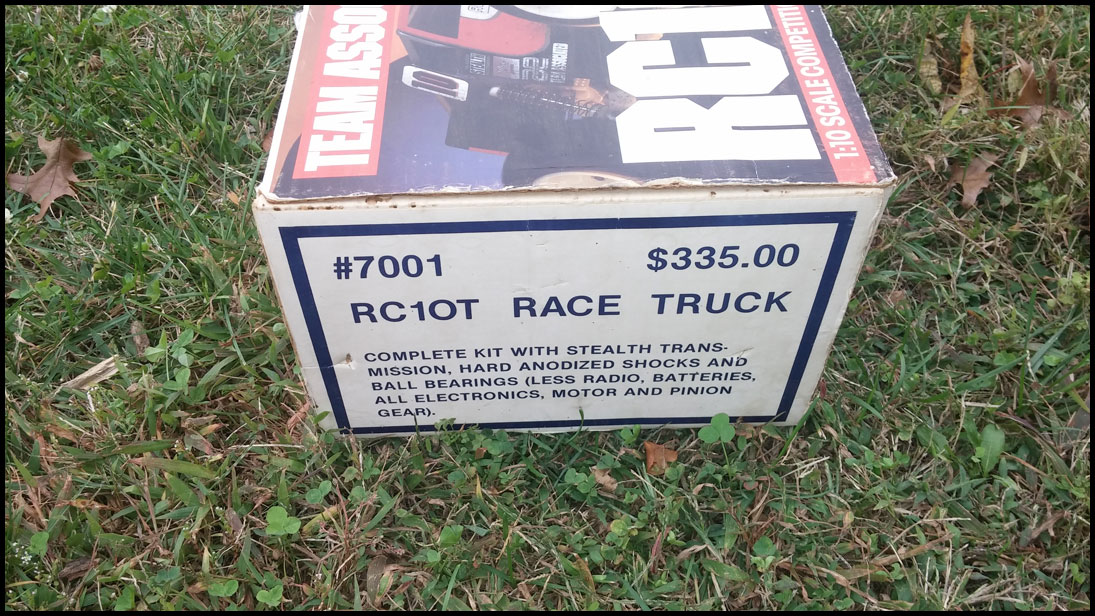 TEAM ASSO
RC1
1:10 SCALE COMPETITI
#7001 $335.00
RC10T RACE TRUCK
COMPLETE KIT WITH STEALTH TRANS-
MISSION, HARD ANODIZED SHOCKS AND
BALL BEARINGS (LESS RADIO, BATTERIES,
ALL ELECTRONICS, MOTOR AND PINION
GEAR).